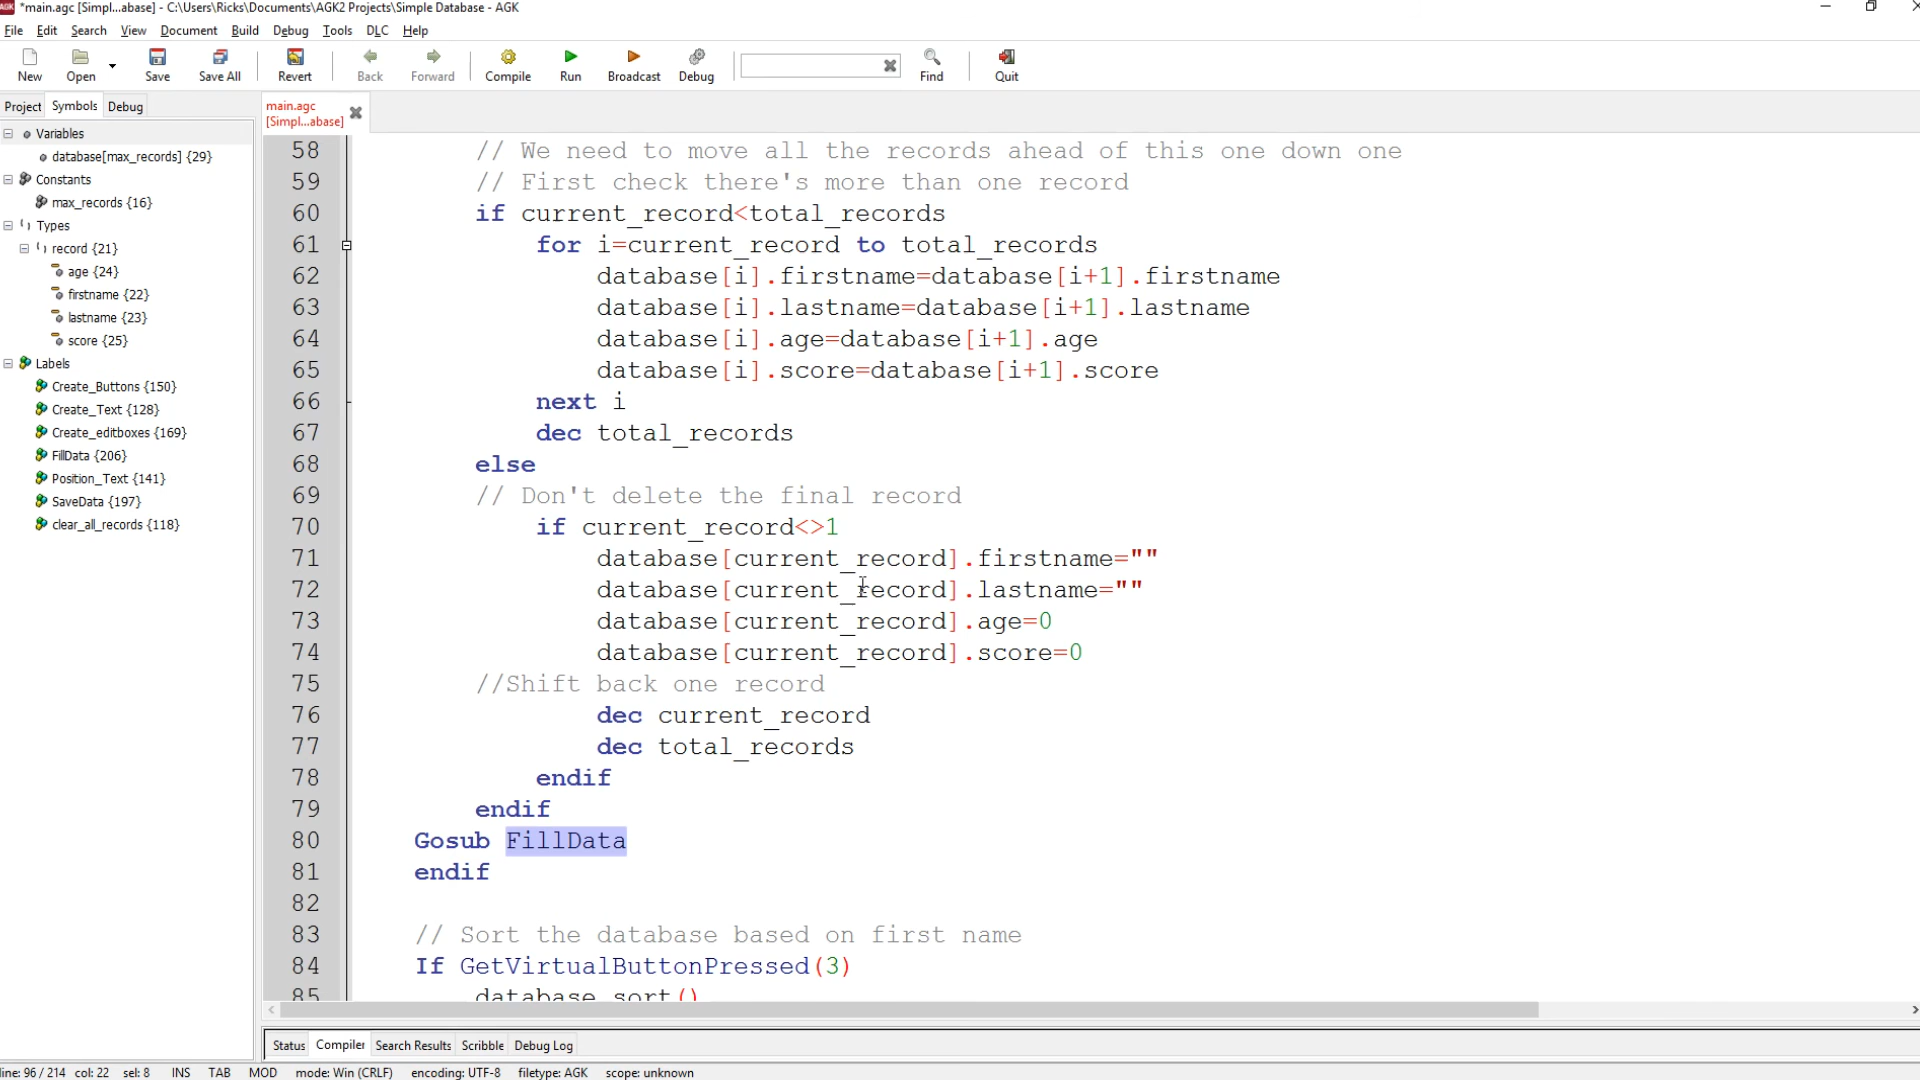 *main.agc [Simpl...abase] - C:\Users\Ricks\Documents\AGK2 Projects\Simple Database - AGK
File Edit Search View Document Build Debug Tools DLC Help
New Open Save Save All Revert Back Forward Compile Run Broadcast Debug Find Quit
Project Symbols Debug
main.agc
[Simpl...abase]
Variables
database[max_records] {29}
Constants
max_records {16}
Types
record {21}
age {24}
firstname {22}
lastname {23}
score {25}
Labels
Create_Buttons {150}
Create_Text {128}
Create_editboxes {169}
FillData {206}
Position_Text {141}
SaveData {197}
clear_all_records {118}
58 // We need to move all the records ahead of this one down one
59 // First check there's more than one record
60 if current_record<total_records
61 for i=current_record to total_records
62 database[i].firstname=database[i+1].firstname
63 database[i].lastname=database[i+1].lastname
64 database[i].age=database[i+1].age
65 database[i].score=database[i+1].score
66 next i
67 dec total_records
68 else
69 // Don't delete the final record
70 if current_record<>1
71 database[current_record].firstname=""
72 database[current_record].lastname=""
73 database[current_record].age=0
74 database[current_record].score=0
75 //Shift back one record
76 dec current_record
77 dec total_records
78 endif
79 endif
80 Gosub FillData
81 endif
82
83 // Sort the database based on first name
84 If GetVirtualButtonPressed(3)
85 database.sort()
Status Compiler Search Results Scribble Debug Log
line: 96 / 214 col: 22 sel: 8 INS TAB MOD mode: Win (CRLF) encoding: UTF-8 filetype: AGK scope: unknown